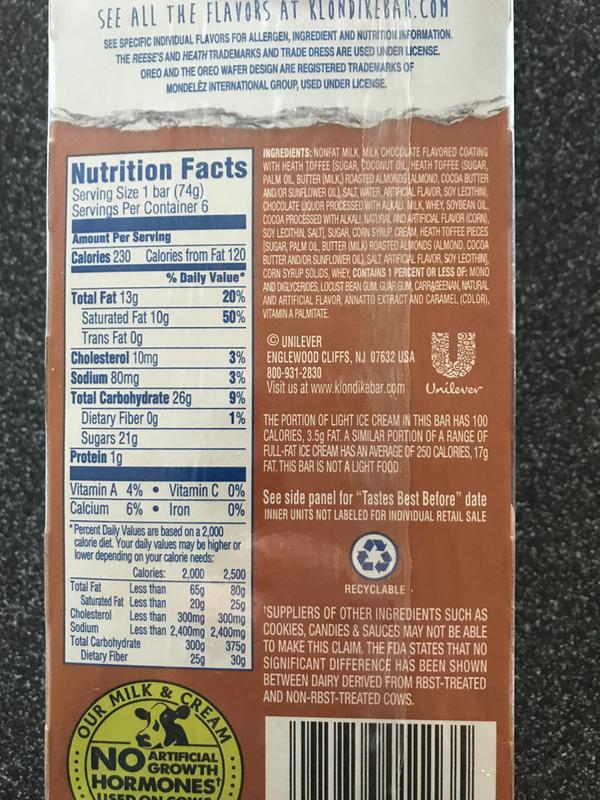 SEE ALL THE FLAVORS AT KLONDIKEBAR.COM
SEE SPECIFIC INDIVIDUAL FLAVORS FOR ALLERGEN, INGREDIENT AND NUTRITION INFORMATION.
THE REESE'S AND HEATH TRADEMARKS AND TRADE DRESS ARE USED UNDER LICENSE.
OREO AND THE OREO WAFER DESIGN ARE REGISTERED TRADEMARKS OF
MONDELĒZ INTERNATIONAL GROUP, USED UNDER LICENSE.
Nutrition Facts
Serving Size 1 bar (74g)
Servings Per Container 6
Amount Per Serving
Calories 230 Calories from Fat 120
% Daily Value*
Total Fat 13g 20%
Saturated Fat 10g 50%
Trans Fat 0g
Cholesterol 10mg 3%
Sodium 80mg 3%
Total Carbohydrate 26g 9%
Dietary Fiber 0g 1%
Sugars 21g
Protein 1g
Vitamin A 4% • Vitamin C 0%
Calcium 6% • Iron 0%
*Percent Daily Values are based on a 2,000
calorie diet. Your daily values may be higher or
lower depending on your calorie needs:
Calories: 2,000 2,500
Total Fat Less than 65g 80g
Saturated Fat Less than 20g 25g
Cholesterol Less than 300mg 300mg
Sodium Less than 2,400mg 2,400mg
Total Carbohydrate 300g 375g
Dietary Fiber 25g 30g
OUR MILK & CREAM
NO ARTIFICIAL
GROWTH
HORMONES†
USED ON COWS
INGREDIENTS: NONFAT MILK, MILK CHOCOLATE FLAVORED COATING
WITH HEATH TOFFEE [SUGAR, COCONUT OIL, HEATH TOFFEE (SUGAR,
PALM OIL, BUTTER (MILK,) ROASTED ALMONDS (ALMOND, COCOA BUTTER
AND/OR SUNFLOWER OIL), SALT, WATER, ARTIFICIAL FLAVOR, SOY LECITHIN),
CHOCOLATE LIQUOR PROCESSED WITH ALKALI, MILK, WHEY, SOYBEAN OIL,
COCOA PROCESSED WITH ALKALI, NATURAL AND ARTIFICIAL FLAVOR (CORN),
SOY LECITHIN, SALT], SUGAR, CORN SYRUP, CREAM, HEATH TOFFEE PIECES
[SUGAR, PALM OIL, BUTTER (MILK) ROASTED ALMONDS (ALMOND, COCOA
BUTTER AND/OR SUNFLOWER OIL), SALT, ARTIFICIAL FLAVOR, SOY LECITHIN],
CORN SYRUP SOLIDS, WHEY, CONTAINS 1 PERCENT OR LESS OF: MONO
AND DIGLYCERIDES, LOCUST BEAN GUM, GUAR GUM, CARRAGEENAN, NATURAL
AND ARTIFICIAL FLAVOR, ANNATTO EXTRACT AND CARAMEL (COLOR),
VITAMIN A PALMITATE.
© UNILEVER
ENGLEWOOD CLIFFS, NJ 07632 USA
800-931-2830
Visit us at www.klondikebar.com
Unilever
THE PORTION OF LIGHT ICE CREAM IN THIS BAR HAS 100
CALORIES, 3.5g FAT. A SIMILAR PORTION OF A RANGE OF
FULL-FAT ICE CREAM HAS AN AVERAGE OF 250 CALORIES, 17g
FAT. THIS BAR IS NOT A LIGHT FOOD.
See side panel for "Tastes Best Before" date
INNER UNITS NOT LABELED FOR INDIVIDUAL RETAIL SALE
RECYCLABLE
†SUPPLIERS OF OTHER INGREDIENTS SUCH AS
COOKIES, CANDIES & SAUCES MAY NOT BE ABLE
TO MAKE THIS CLAIM. THE FDA STATES THAT NO
SIGNIFICANT DIFFERENCE HAS BEEN SHOWN
BETWEEN DAIRY DERIVED FROM RBST-TREATED
AND NON-RBST-TREATED COWS.